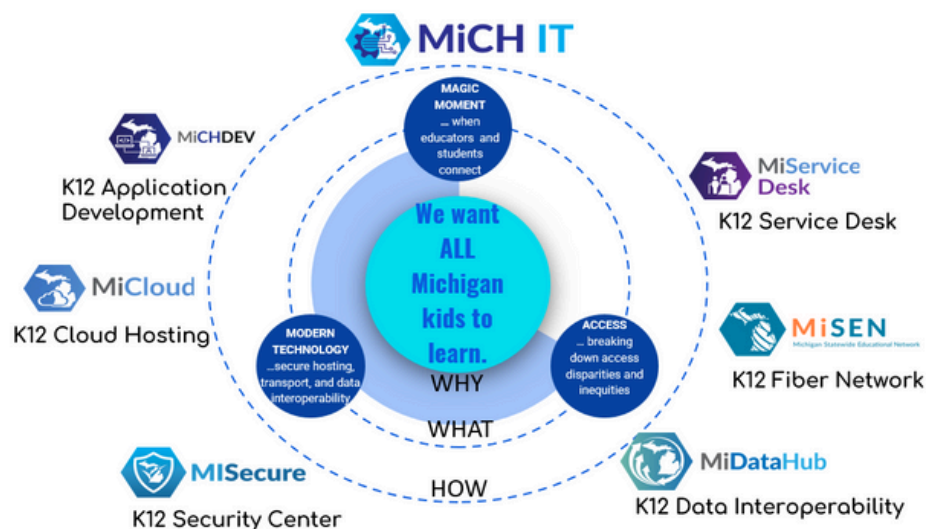 MiCH IT
MAGIC
MOMENT
... when
educators and
students
connect
MiCHDEV
K12 Application
Development
MiService
Desk
K12 Service Desk
We want
ALL
Michigan
kids to
learn.
MiCloud
K12 Cloud Hosting
MODERN
TECHNOLOGY
...secure hosting,
transport, and data
interoperability
ACCESS
... breaking
down access
disparities and
inequities
MiSEN
Michigan Statewide Educational Network
K12 Fiber Network
WHY
WHAT
HOW
MISecure
K12 Security Center
MiDataHub
K12 Data Interoperability